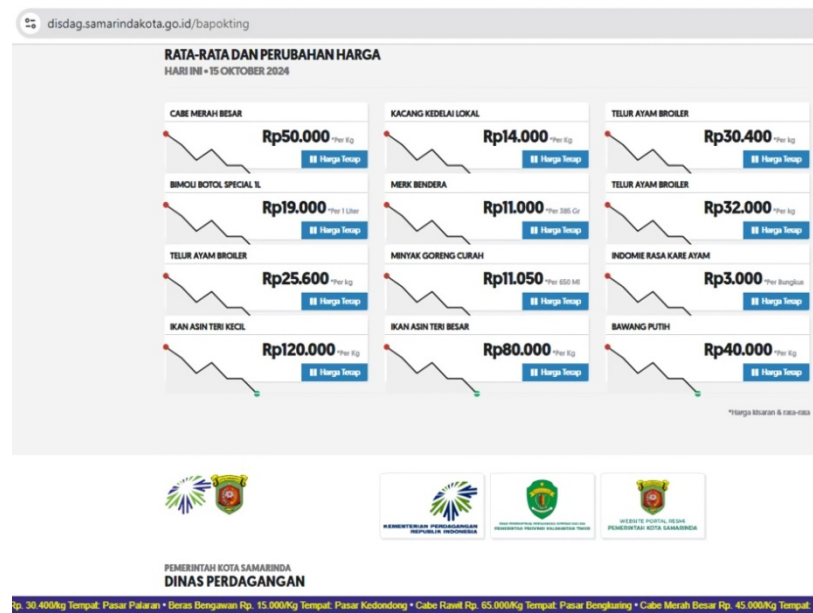 disdag.samarindakota.go.id/bapokting
RATA-RATA DAN PERUBAHAN HARGA
HARI INI • 15 OKTOBER 2024
CABE MERAH BESAR
Rp50.000 *Per Kg
Harga Tetap
KACANG KEDELAI LOKAL
Rp14.000 *Per Kg
Harga Tetap
TELUR AYAM BROILER
Rp30.400 *Per kg
Harga Tetap
BIMOLI BOTOL SPECIAL 1L
Rp19.000 *Per 1 Liter
Harga Tetap
MERK BENDERA
Rp11.000 *Per 385 Gr
Harga Tetap
TELUR AYAM BROILER
Rp32.000 *Per kg
Harga Tetap
TELUR AYAM BROILER
Rp25.600 *Per kg
Harga Tetap
MINYAK GORENG CURAH
Rp11.050 *Per 650 Ml
Harga Tetap
INDOMIE RASA KARE AYAM
Rp3.000 *Per Bungkus
Harga Tetap
IKAN ASIN TERI KECIL
Rp120.000 *Per Kg
Harga Tetap
IKAN ASIN TERI BESAR
Rp80.000 *Per Kg
Harga Tetap
BAWANG PUTIH
Rp40.000 *Per Kg
Harga Tetap
*Harga kisaran & rata-rata
KEMENTERIAN PERDAGANGAN
REPUBLIK INDONESIA
PEMERINTAH PROVINSI KALIMANTAN TIMUR
WEBSITE PORTAL RESMI
PEMERINTAH KOTA SAMARINDA
PEMERINTAH KOTA SAMARINDA
DINAS PERDAGANGAN
Rp. 30.400/kg Tempat: Pasar Palaran • Beras Bengawan Rp. 15.000/Kg Tempat: Pasar Kedondong • Cabe Rawit Rp. 65.000/Kg Tempat: Pasar Bengkuring • Cabe Merah Besar Rp. 45.000/Kg Tempat: